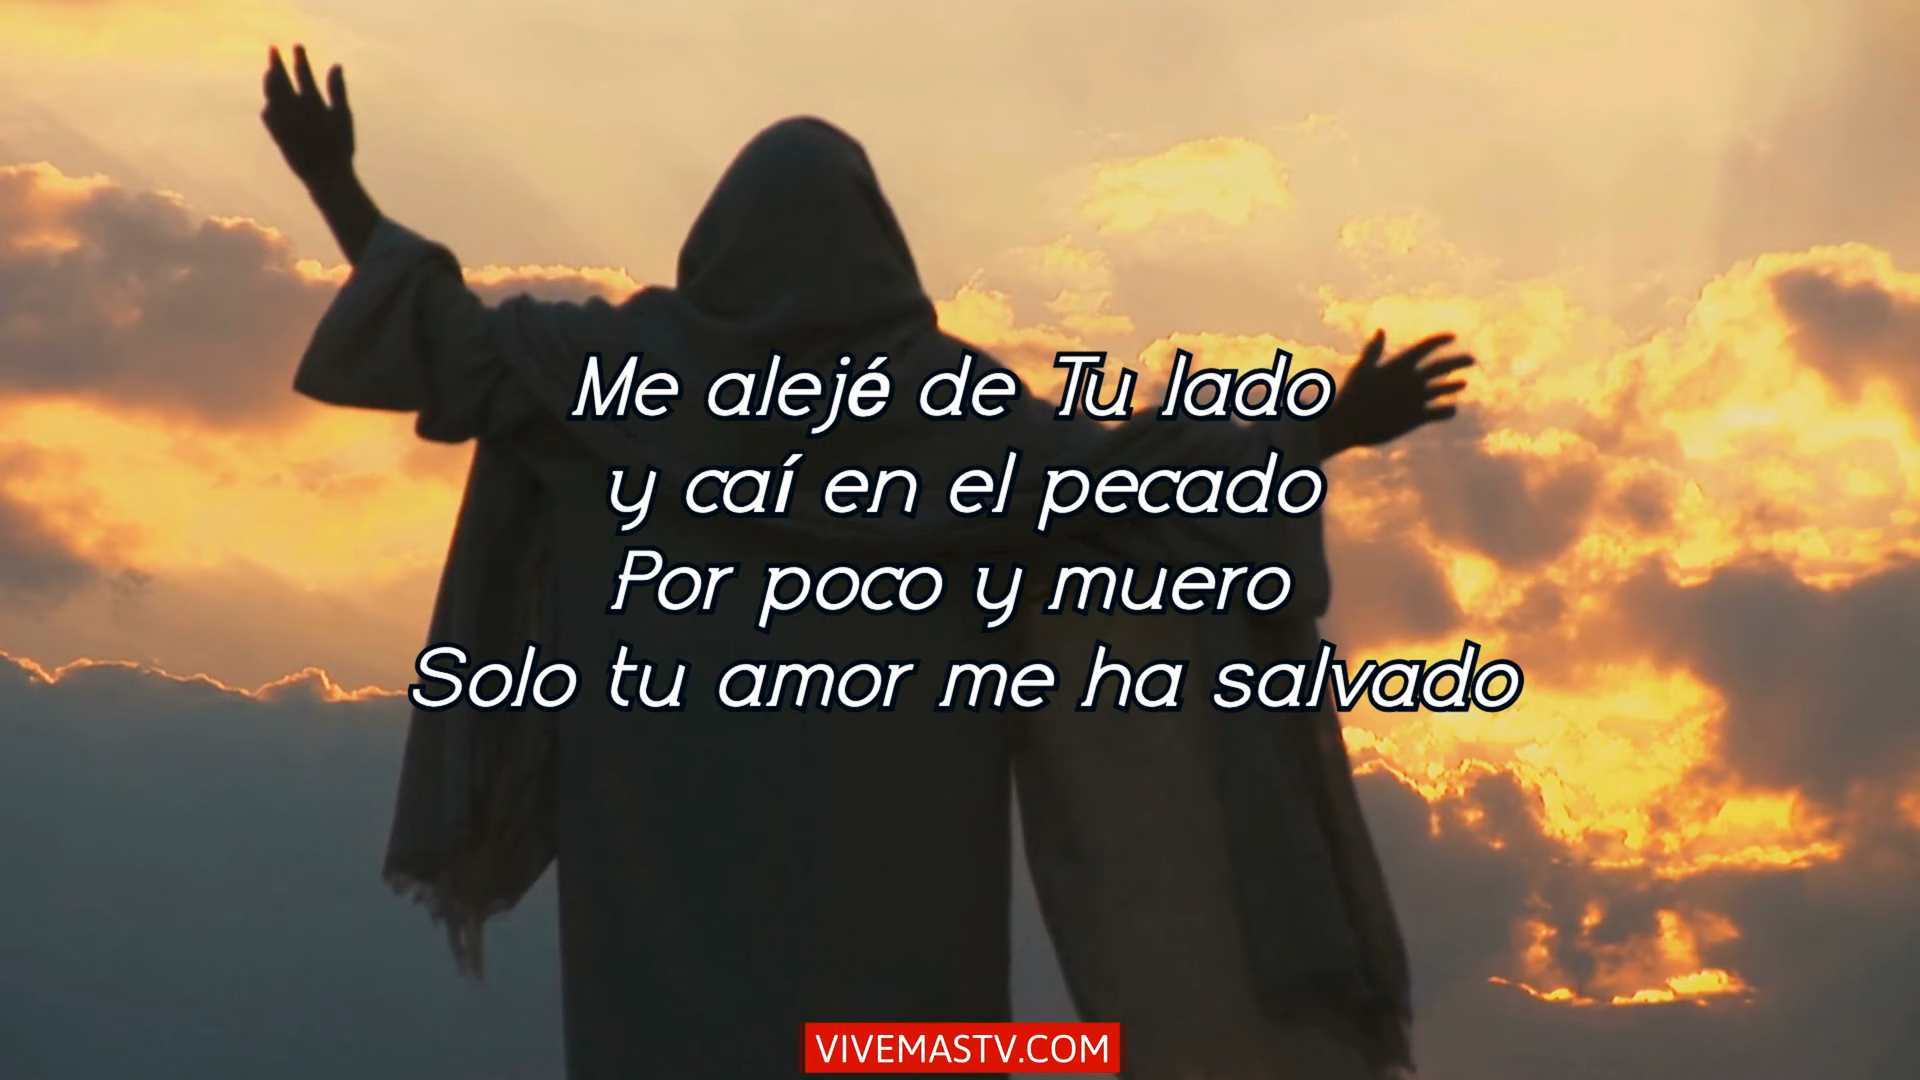 Me alejé de Tu lado
y caí en el pecado
Por poco y muero
Solo tu amor me ha salvado
VIVEMASTV.COM